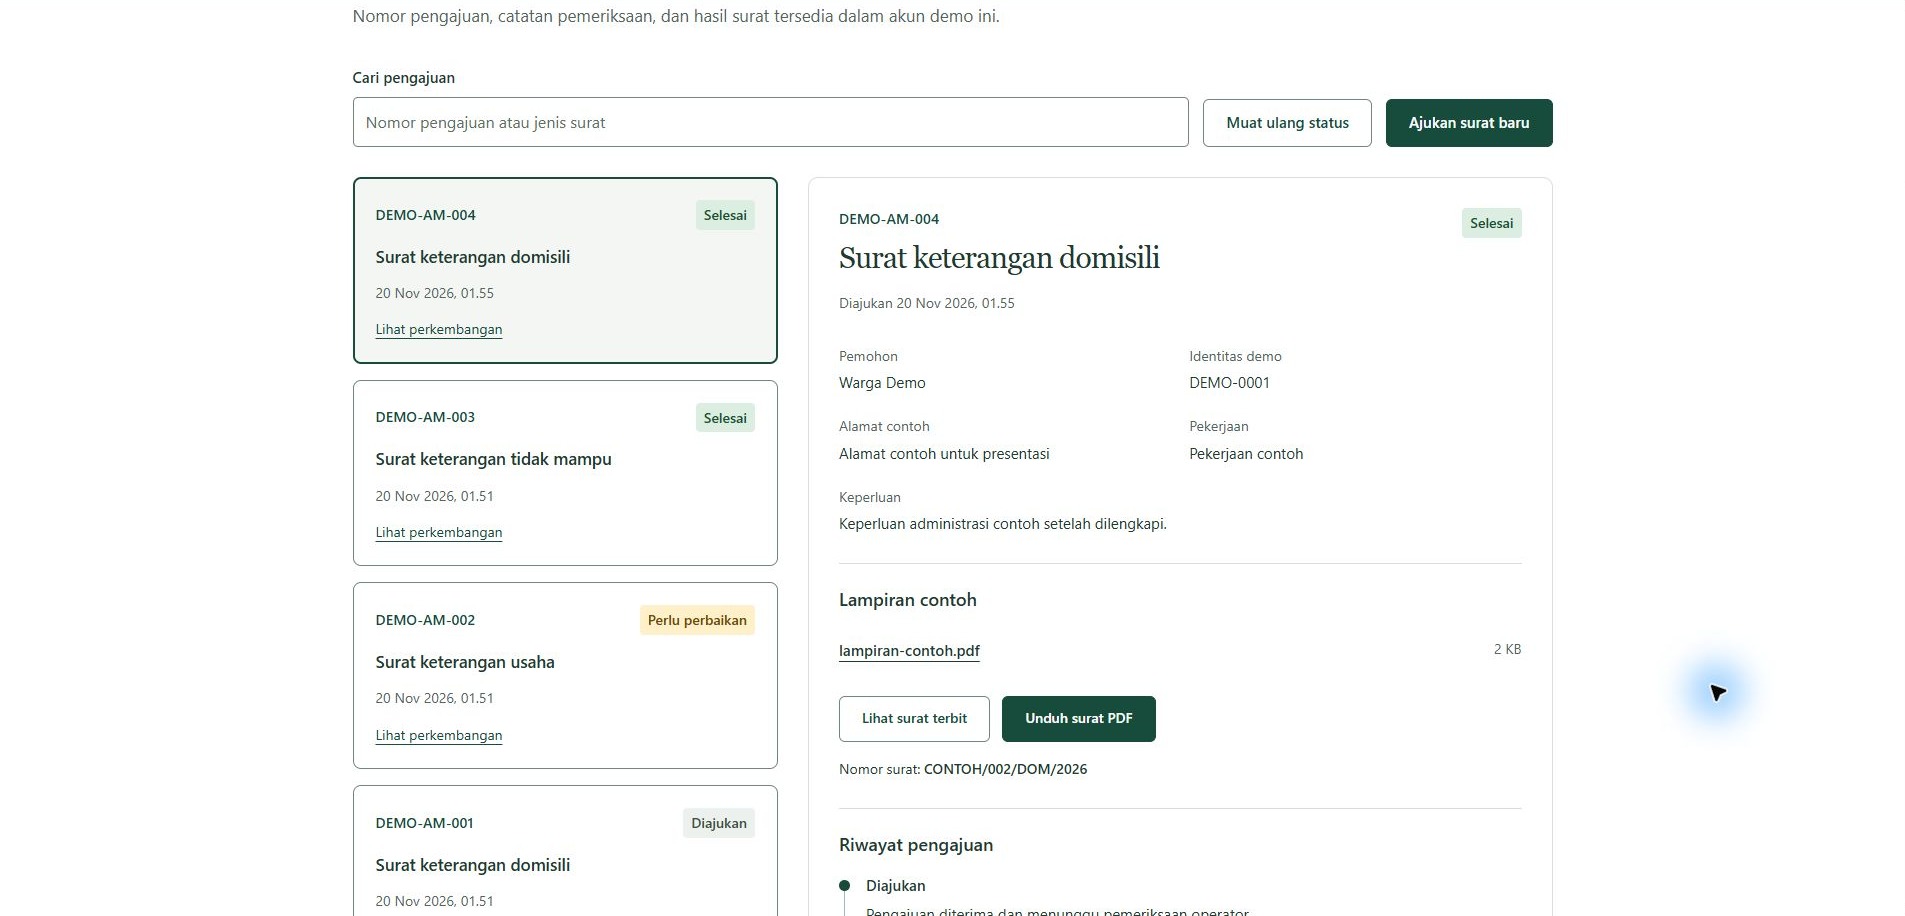 Nomor pengajuan, catatan pemeriksaan, dan hasil surat tersedia dalam akun demo ini.
Cari pengajuan
Nomor pengajuan atau jenis surat
Muat ulang status
Ajukan surat baru
DEMO-AM-004
Selesai
Surat keterangan domisili
20 Nov 2026, 01.55
Lihat perkembangan
DEMO-AM-003
Selesai
Surat keterangan tidak mampu
20 Nov 2026, 01.51
Lihat perkembangan
DEMO-AM-002
Perlu perbaikan
Surat keterangan usaha
20 Nov 2026, 01.51
Lihat perkembangan
DEMO-AM-001
Diajukan
Surat keterangan domisili
20 Nov 2026, 01.51
DEMO-AM-004
Selesai
Surat keterangan domisili
Diajukan 20 Nov 2026, 01.55
Pemohon
Warga Demo
Identitas demo
DEMO-0001
Alamat contoh
Alamat contoh untuk presentasi
Pekerjaan
Pekerjaan contoh
Keperluan
Keperluan administrasi contoh setelah dilengkapi.
Lampiran contoh
lampiran-contoh.pdf
2 KB
Lihat surat terbit
Unduh surat PDF
Nomor surat: CONTOH/002/DOM/2026
Riwayat pengajuan
Diajukan
Pengajuan diterima dan menunggu pemeriksaan operator.